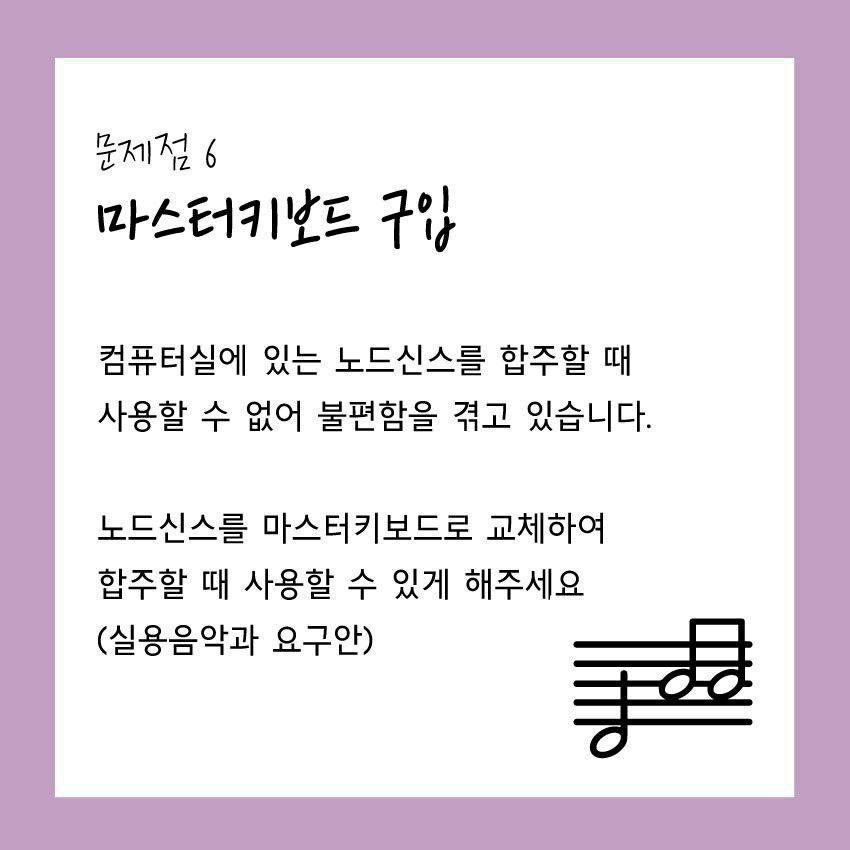 문제점 6
마스터키보드 구입
컴퓨터실에 있는 노드신스를 합주할 때
사용할 수 없어 불편함을 겪고 있습니다.
노드신스를 마스터키보드로 교체하여
합주할 때 사용할 수 있게 해주세요
(실용음악과 요구안)